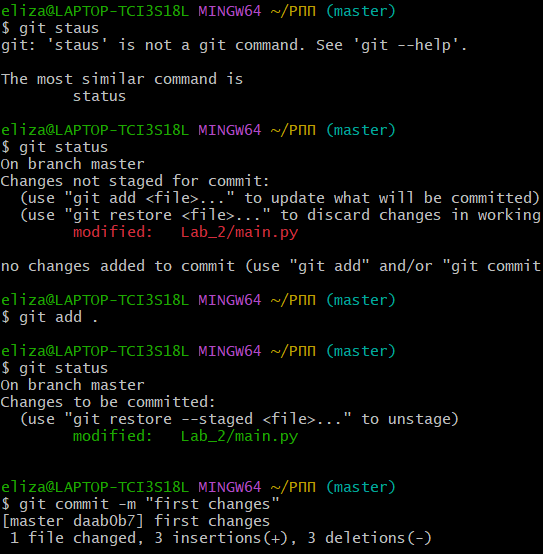 eliza@LAPTOP-TCI3S18L MINGW64 ~/РПП (master)
$ git staus
git: 'staus' is not a git command. See 'git --help'.
The most similar command is
status
eliza@LAPTOP-TCI3S18L MINGW64 ~/РПП (master)
$ git status
On branch master
Changes not staged for commit:
(use "git add <file>..." to update what will be committed)
(use "git restore <file>..." to discard changes in working
modified:   Lab_2/main.py
no changes added to commit (use "git add" and/or "git commit
eliza@LAPTOP-TCI3S18L MINGW64 ~/РПП (master)
$ git add .
eliza@LAPTOP-TCI3S18L MINGW64 ~/РПП (master)
$ git status
On branch master
Changes to be committed:
(use "git restore --staged <file>..." to unstage)
modified:   Lab_2/main.py
eliza@LAPTOP-TCI3S18L MINGW64 ~/РПП (master)
$ git commit -m "first changes"
[master daab0b7] first changes
1 file changed, 3 insertions(+), 3 deletions(-)